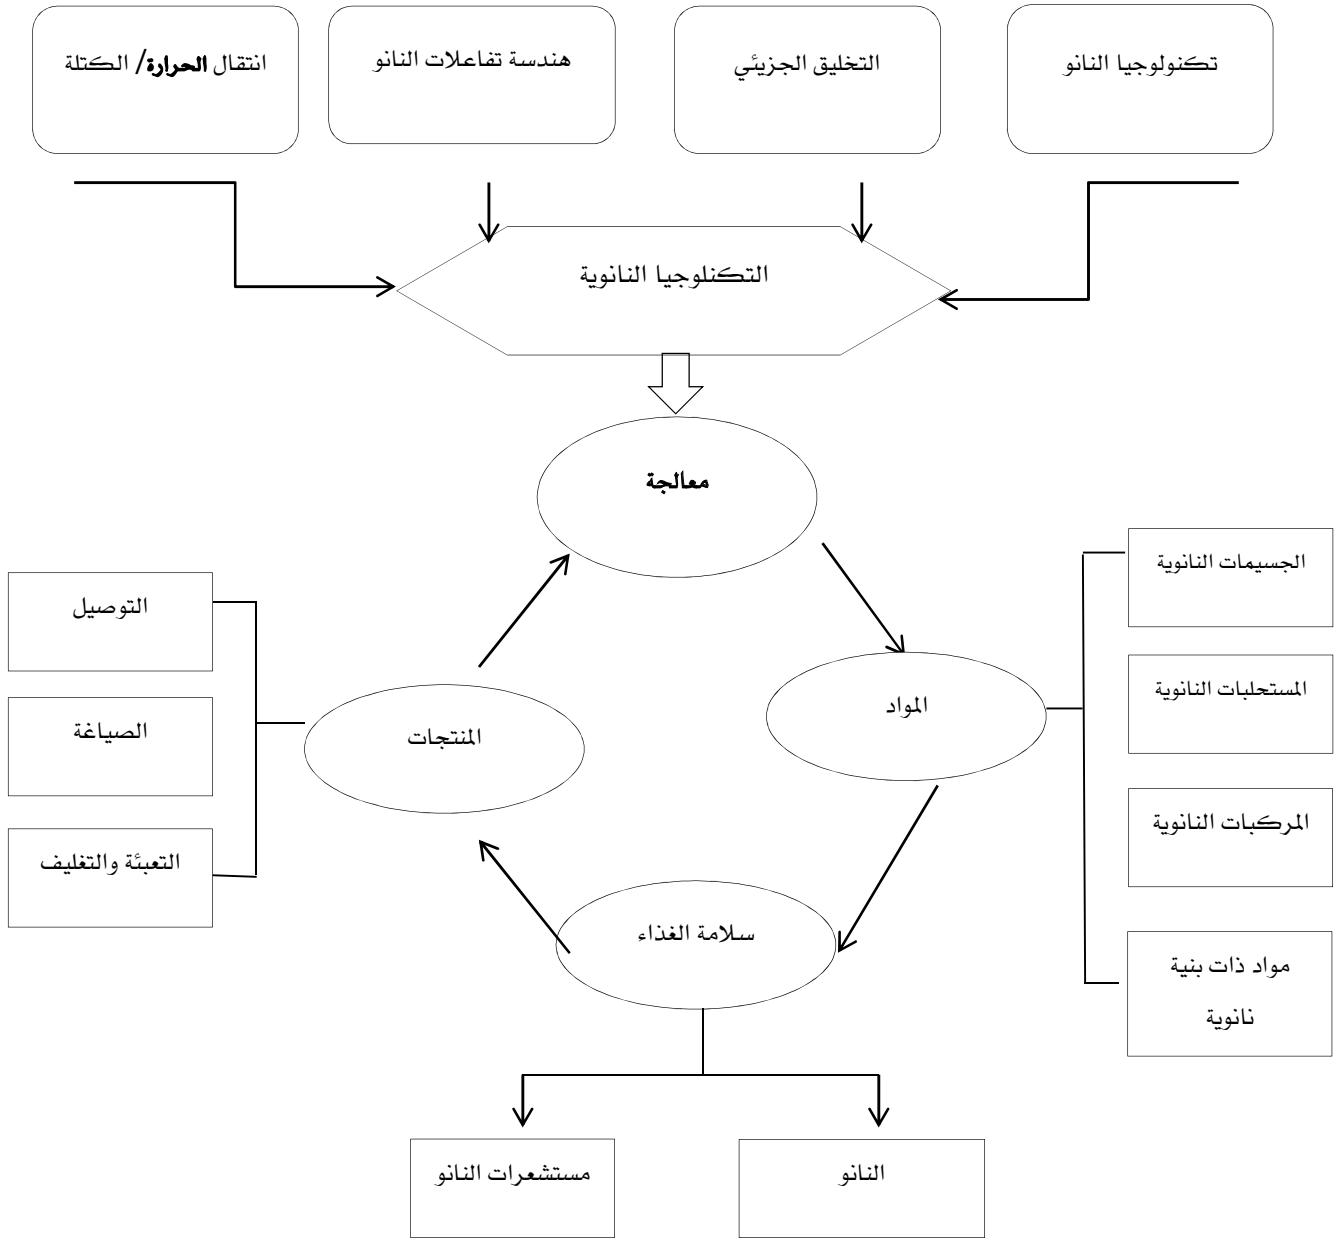 تكنولوجيا النانو
التخليق الجزيئي
هندسة تفاعلات النانو
انتقال الحرارة/ الكتلة
التكنلوجيا النانوية
معالجة
الجسيمات النانوية
المستحلبات النانوية
المركبات النانوية
مواد ذات بنية
نانوية
المواد
المنتجات
التوصيل
الصياغة
التعبئة والتغليف
سلامة الغذاء
النانو
مستشعرات النانو